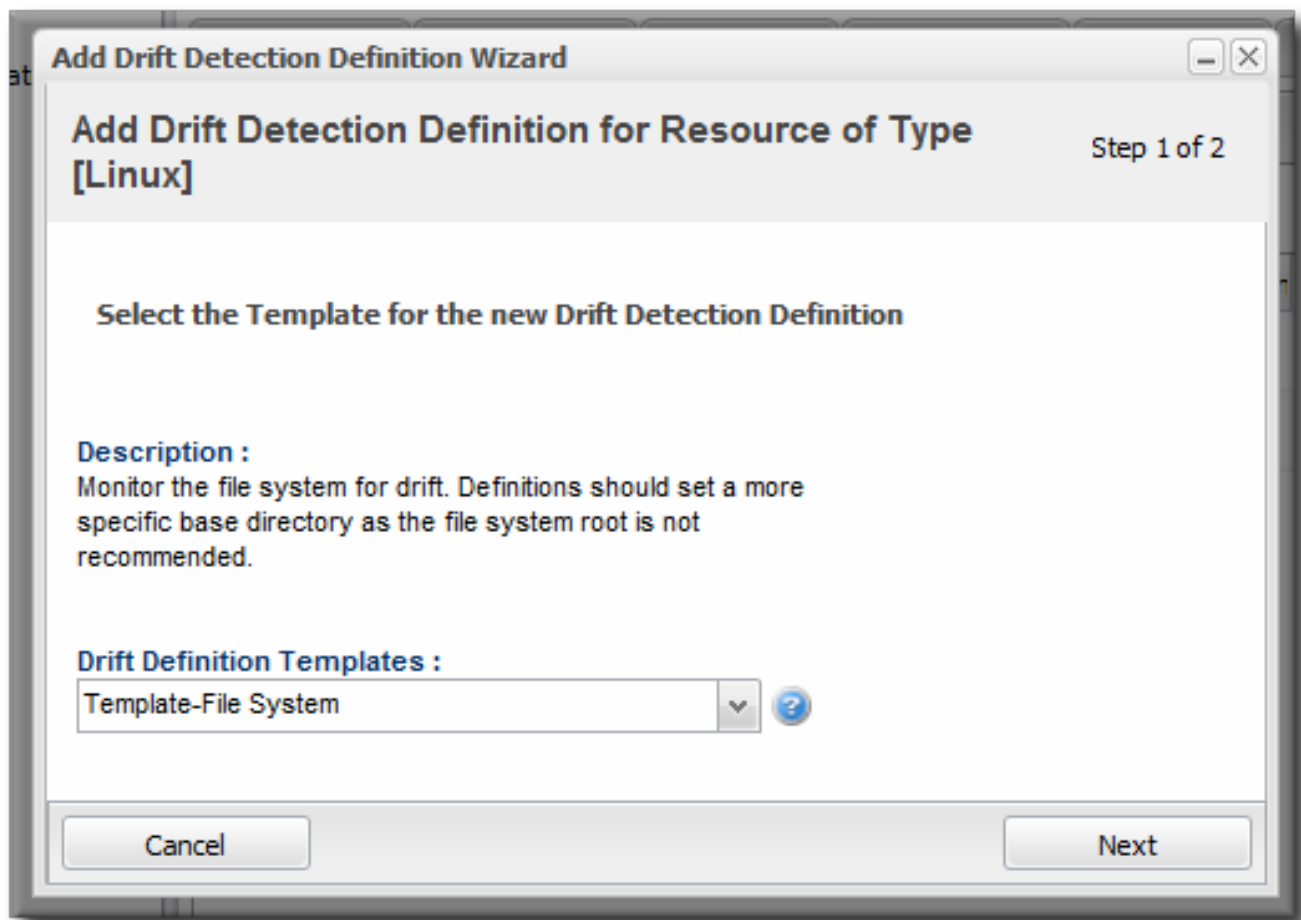 at
Add Drift Detection Definition Wizard
Add Drift Detection Definition for Resource of Type
[Linux]
Step 1 of 2
Select the Template for the new Drift Detection Definition
Description :
Monitor the file system for drift. Definitions should set a more
specific base directory as the file system root is not
recommended.
Drift Definition Templates :
Template-File System
Cancel
Next